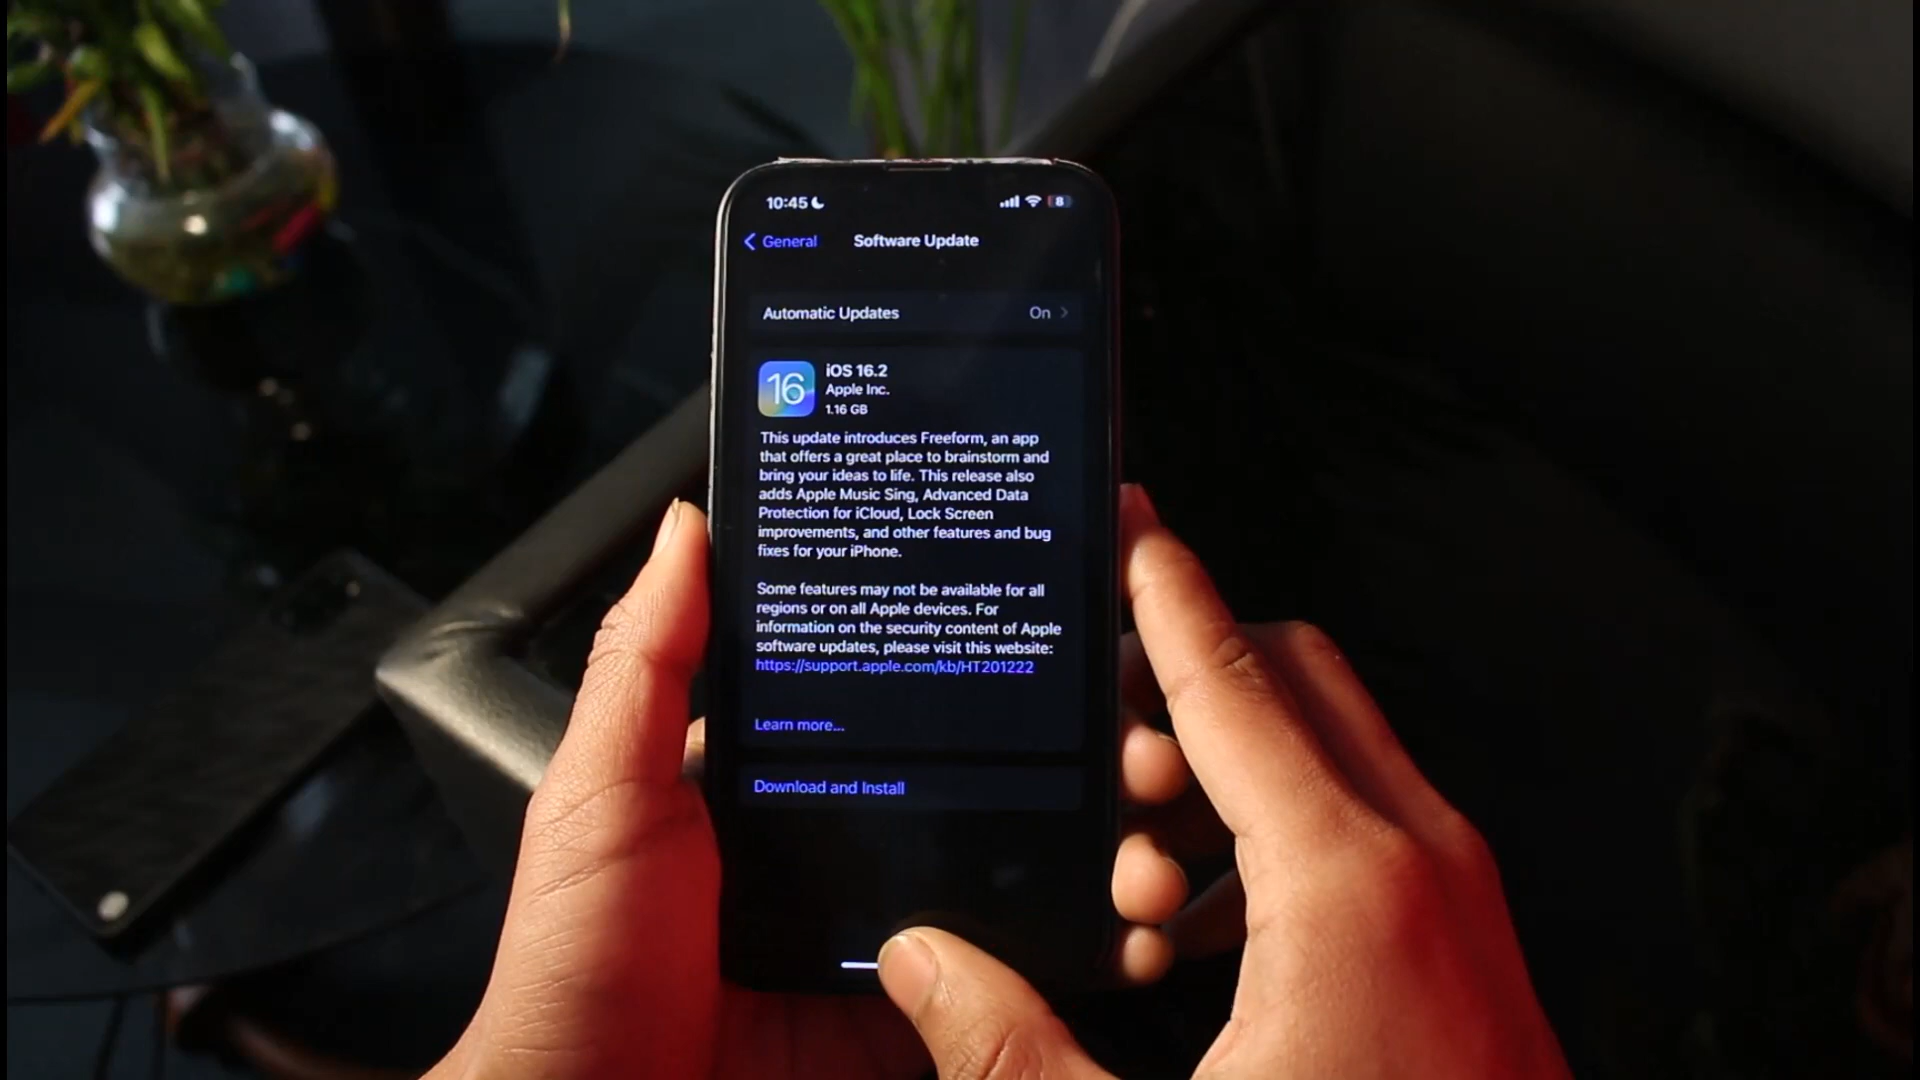 10:45
8
General
Software Update
Automatic Updates On
16
iOS 16.2
Apple Inc.
1.16 GB
This update introduces Freeform, an app
that offers a great place to brainstorm and
bring your ideas to life. This release also
adds Apple Music Sing, Advanced Data
Protection for iCloud, Lock Screen
improvements, and other features and bug
fixes for your iPhone.
Some features may not be available for all
regions or on all Apple devices. For
information on the security content of Apple
software updates, please visit this website:
https://support.apple.com/kb/HT201222
Learn more...
Download and Install